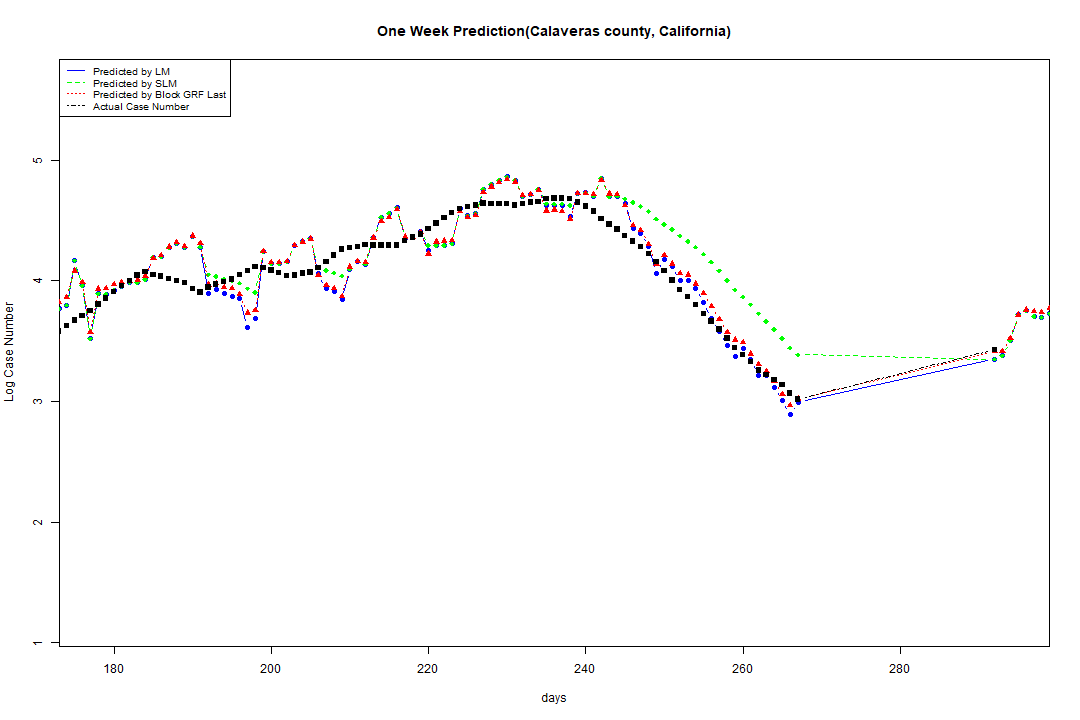 One Week Prediction(Calaveras county, California)
Predicted by LM
Predicted by SLM
Predicted by Block GRF Last
Actual Case Number
5
4
3
2
1
Log Case Number
180 200 220 240 260 280
days